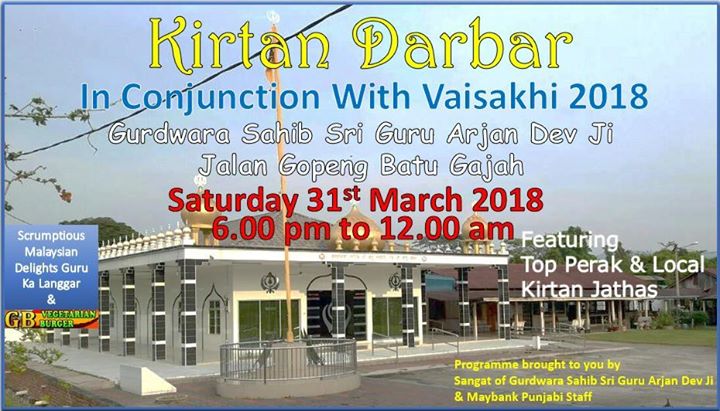 Kirtan Darbar
In Conjunction With Vaisakhi 2018
Gurdwara Sahib Sri Guru Arjan Dev Ji
Jalan Gopeng Batu Gajah
Saturday 31st March 2018
6.00 pm to 12.00 am
Scrumptious
Malaysian
Delights Guru
Ka Langgar
&
GB VEGETARIAN
BURGER
Featuring
Top Perak & Local
Kirtan Jathas
Programme brought to you by
Sangat of Gurdwara Sahib Sri Guru Arjan Dev Ji
& Maybank Punjabi Staff